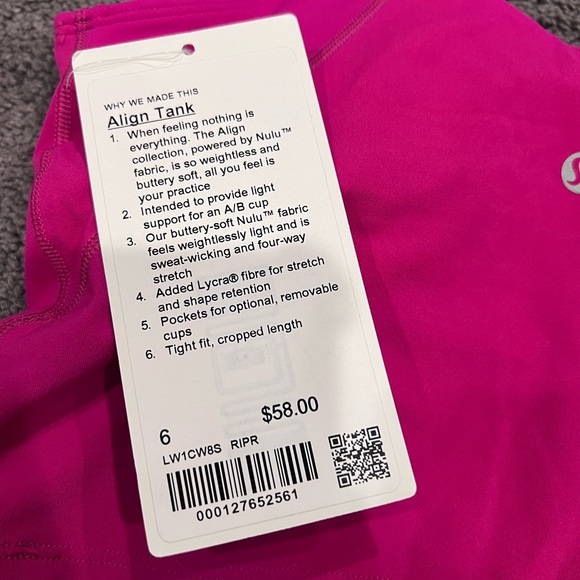 WHY WE MADE THIS
Align Tank
1. When feeling nothing is
everything. The Align
collection, powered by Nulu™
fabric, is so weightless and
buttery soft, all you feel is
your practice
2. Intended to provide light
support for an A/B cup
3. Our buttery-soft Nulu™ fabric
feels weightlessly light and is
sweat-wicking and four-way
stretch
4. Added Lycra® fibre for stretch
and shape retention
5. Pockets for optional, removable
cups
6. Tight fit, cropped length
6 $58.00
LW1CW8S RIPR
000127652561